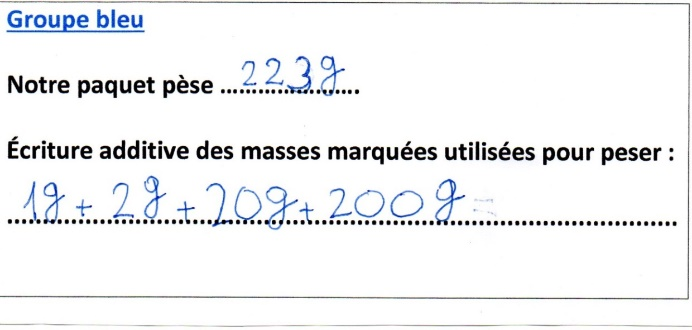 Groupe bleu
Notre paquet pèse ...223g...
Écriture additive des masses marquées utilisées pour peser :
1g + 2g + 20g + 200g =